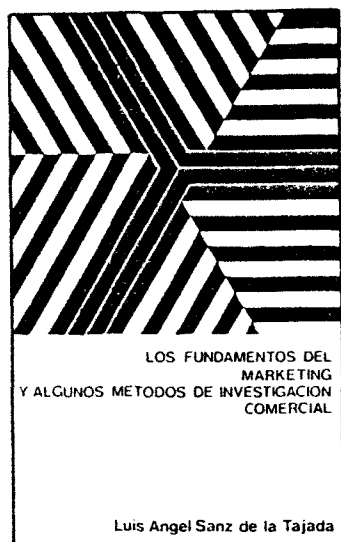 LOS FUNDAMENTOS DEL
MARKETING
Y ALGUNOS METODOS DE INVESTIGACION
COMERCIAL
Luis Angel Sanz de la Tajada